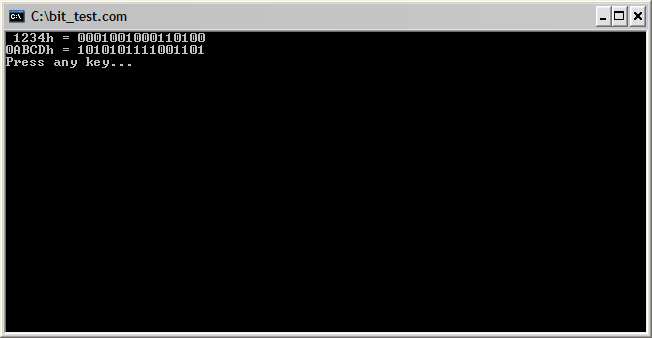 C:\bit_test.com
1234h = 0001001000110100
0ABCDh = 1010101111001101
Press any key...